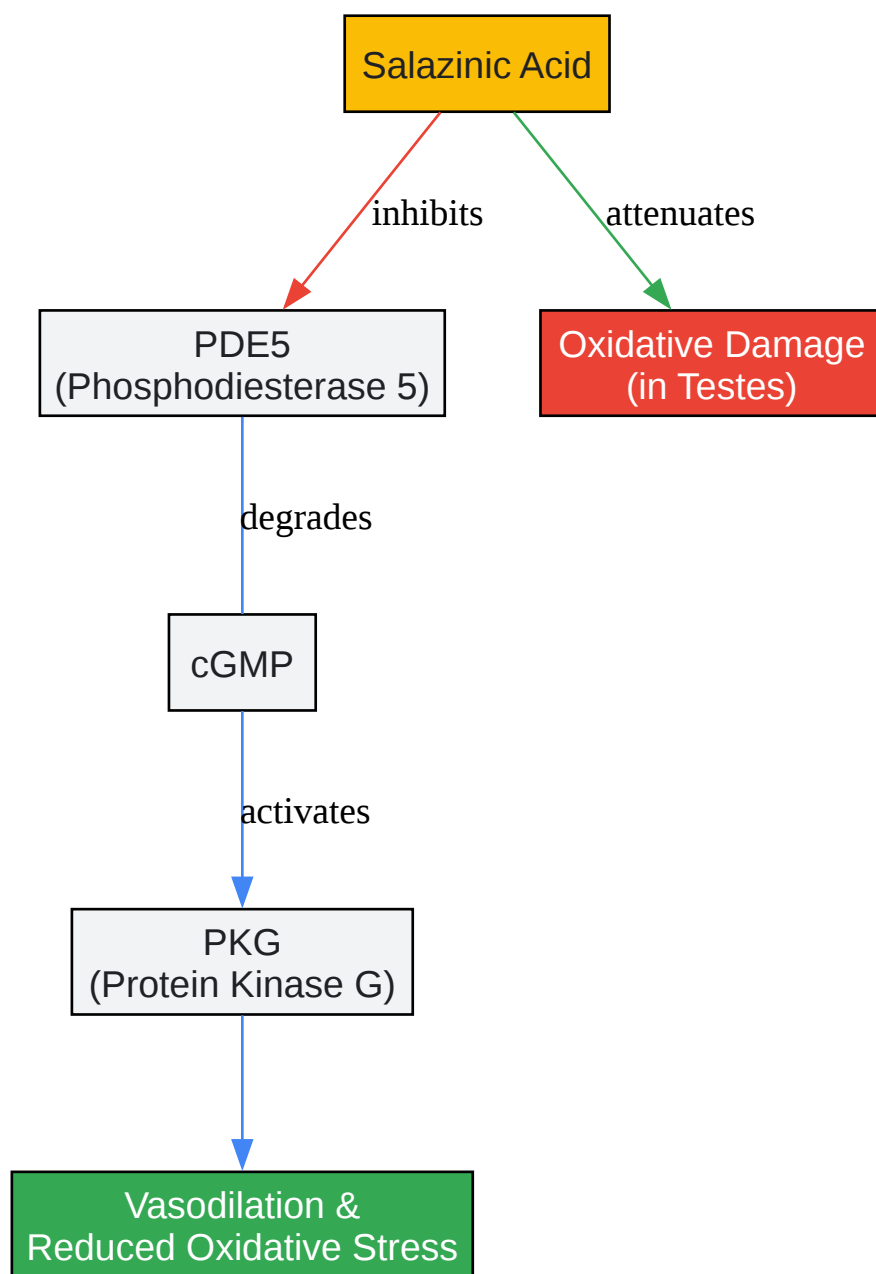 Salazinic Acid
inhibits
attenuates
PDE5
(Phosphodiesterase 5)
Oxidative Damage
(in Testes)
degrades
cGMP
activates
PKG
(Protein Kinase G)
Vasodilation &
Reduced Oxidative Stress